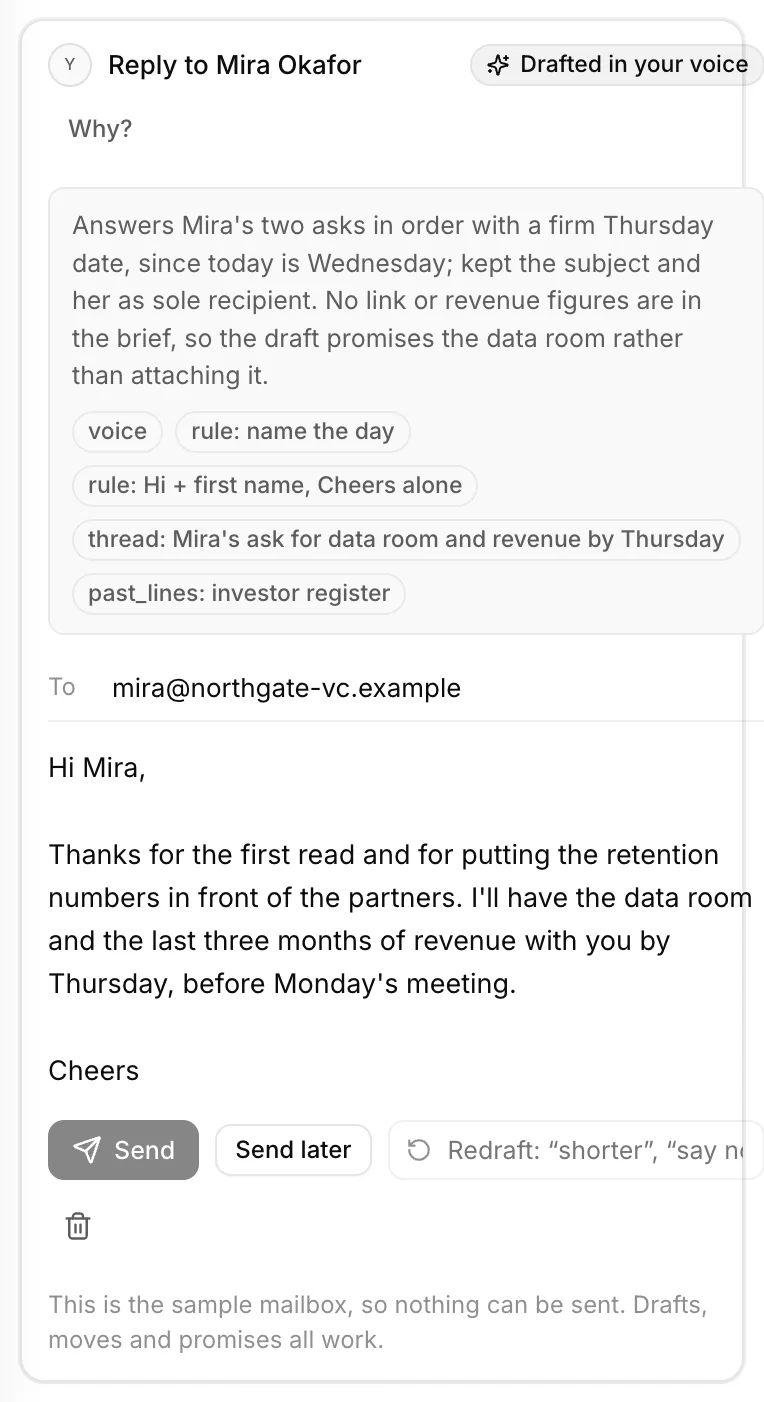 Y
Reply to Mira Okafor
Drafted in your voice
Why?
Answers Mira's two asks in order with a firm Thursday
date, since today is Wednesday; kept the subject and
her as sole recipient. No link or revenue figures are in
the brief, so the draft promises the data room rather
than attaching it.
voice
rule: name the day
rule: Hi + first name, Cheers alone
thread: Mira's ask for data room and revenue by Thursday
past_lines: investor register
To
mira@northgate-vc.example
Hi Mira,
Thanks for the first read and for putting the retention
numbers in front of the partners. I'll have the data room
and the last three months of revenue with you by
Thursday, before Monday's meeting.
Cheers
Send
Send later
Redraft: “shorter”, “say
This is the sample mailbox, so nothing can be sent. Drafts,
moves and promises all work.